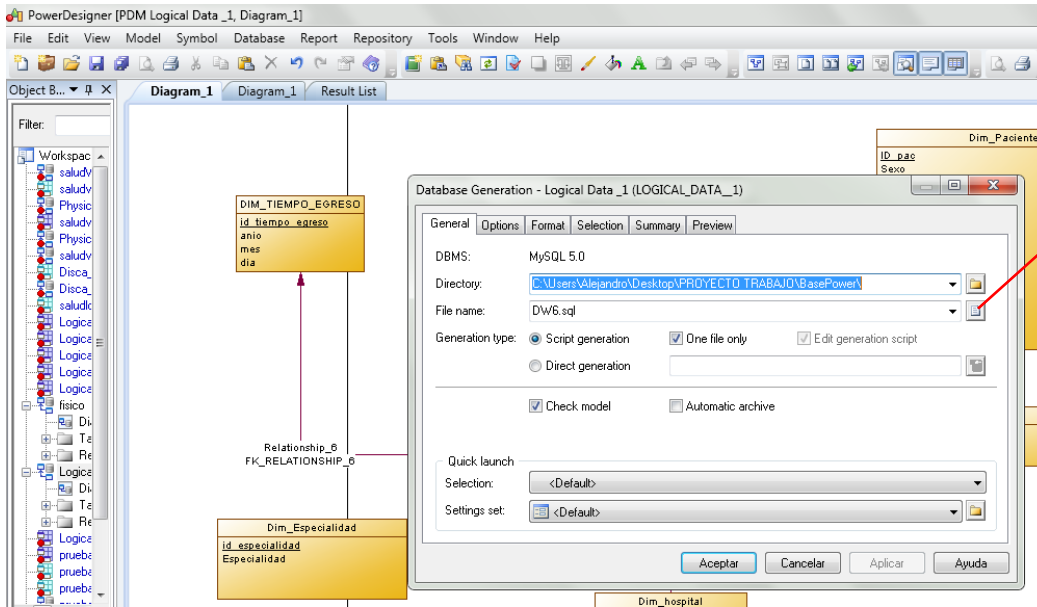 PowerDesigner [PDM Logical Data _1, Diagram_1]
File Edit View Model Symbol Database Report Repository Tools Window Help
Object B...
Diagram_1 Diagram_1 Result List
Filter:
Workspac
saludV
saludv
Physic
saludv
Physic
saludv
Disca_
Disca_
saludlo
Logica
Logica
Logica
Logica
Logica
fisico
Di
Ta
Re
Logica
Di
Ta
Re
Logica
prueba
prueba
prueba
DIM_TIEMPO_EGRESO
id_tiempo_egreso
anio
mes
dia
Relationship_6
FK_RELATIONSHIP_6
Dim_Especialidad
id_especialidad
Especialidad
Dim_Paciente
ID_pac
Sexo
Database Generation - Logical Data _1 (LOGICAL_DATA__1)
General Options Format Selection Summary Preview
DBMS: MySQL 5.0
Directory: C:\Users\Alejandro\Desktop\PROYECTO TRABAJO\BasePower\
File name: DW6.sql
Generation type: Script generation One file only Edit generation script
Direct generation
Check model Automatic archive
Quick launch
Selection: <Default>
Settings set: <Default>
Aceptar Cancelar Aplicar Ayuda
Dim_hospital